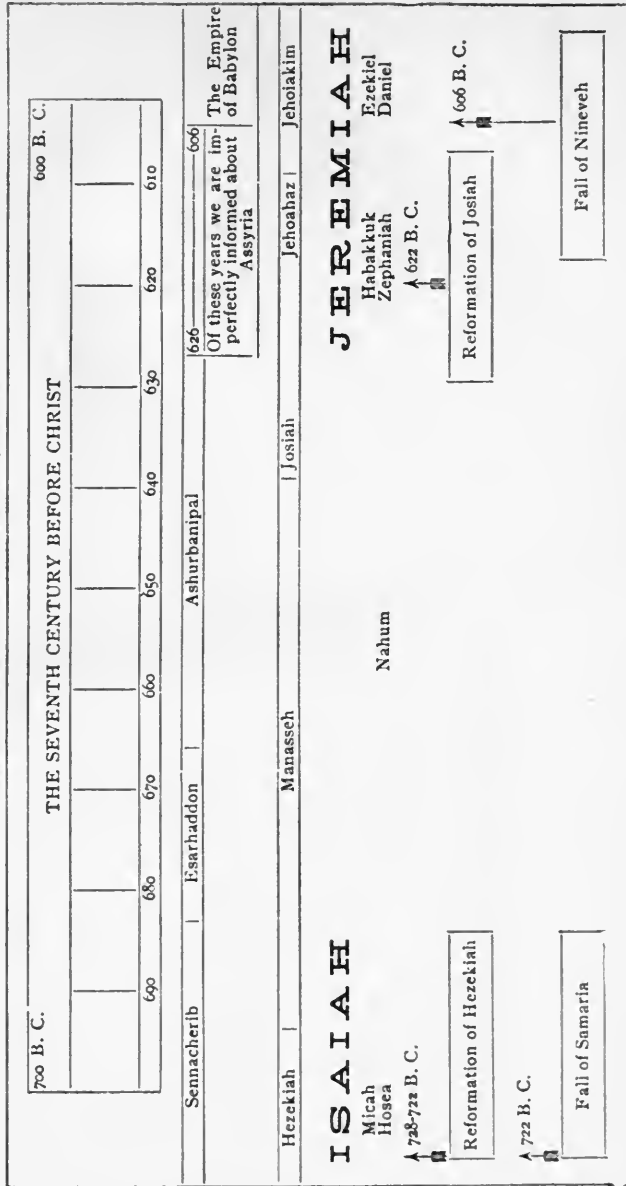 THE SEVENTH CENTURY BEFORE CHRIST
700 B. C. 600 B. C.
690 680 670 660 650 640 630 620 610
Sennacherib | Esarhaddon | Ashurbanipal
626 606
Of these years we are im-
perfectly informed about
Assyria
The Empire
of Babylon
Hezekiah | Manasseh | Josiah Jehoahaz | Jehoiakim
ISAIAH
Micah
Hosea
Nahum
JEREMIAH
Habakkuk
Zephaniah
Ezekiel
Daniel
728-722 B. C.
Reformation of Hezekiah
622 B. C.
Reformation of Josiah
606 B. C.
722 B. C.
Fall of Samaria
Fall of Nineveh